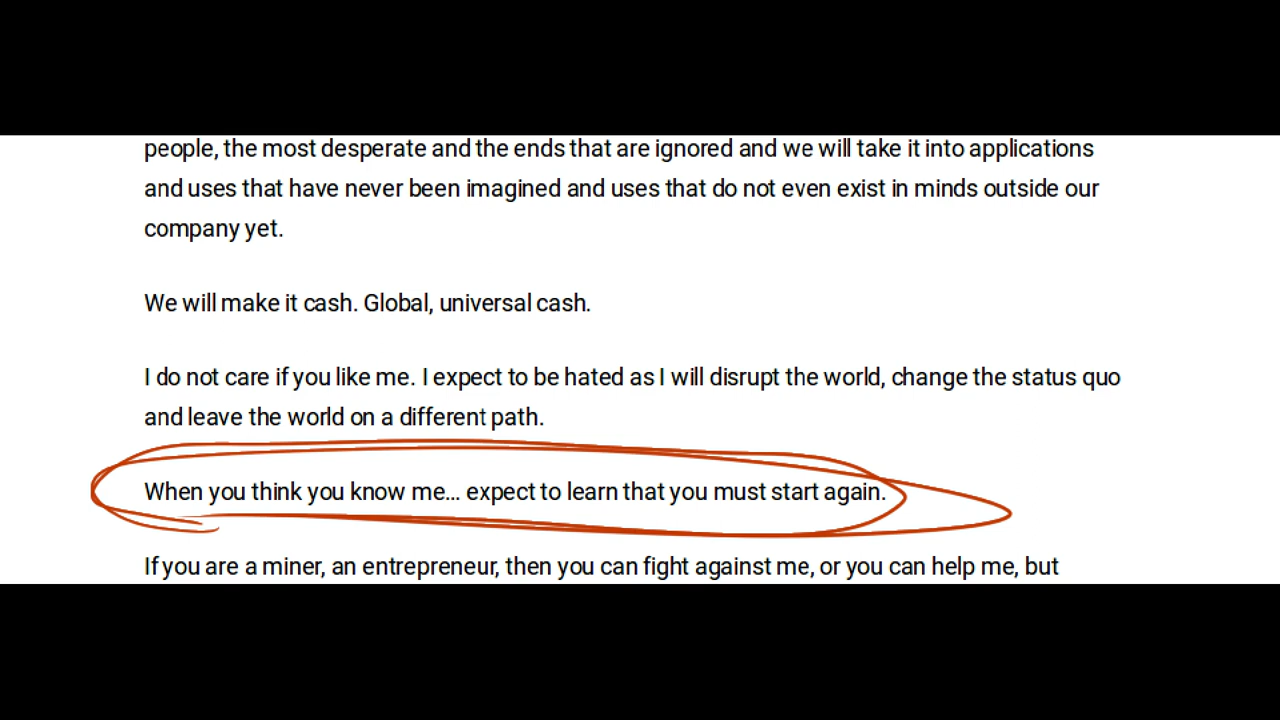 people, the most desperate and the ends that are ignored and we will take it into applications
and uses that have never been imagined and uses that do not even exist in minds outside our
company yet.
We will make it cash. Global, universal cash.
I do not care if you like me. I expect to be hated as I will disrupt the world, change the status quo
and leave the world on a different path.
When you think you know me... expect to learn that you must start again.
If you are a miner, an entrepreneur, then you can fight against me, or you can help me, but